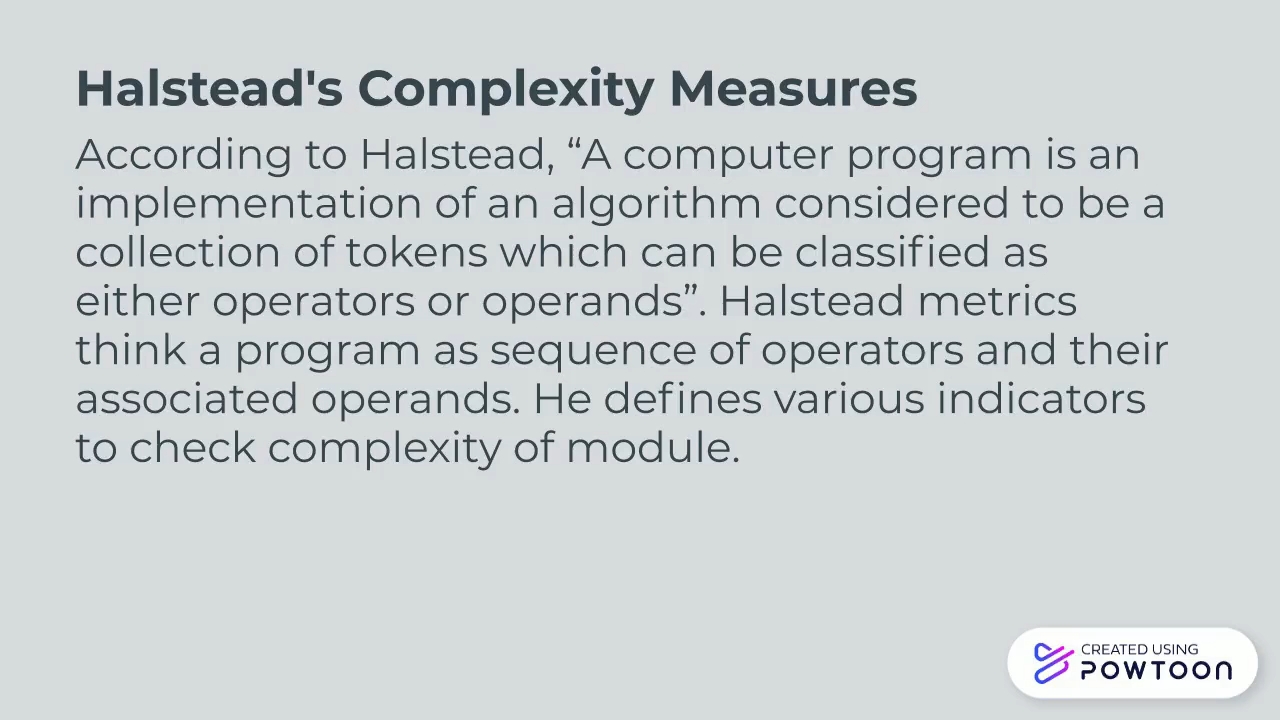 Halstead's Complexity Measures
According to Halstead, “A computer program is an
implementation of an algorithm considered to be a
collection of tokens which can be classified as
either operators or operands”. Halstead metrics
think a program as sequence of operators and their
associated operands. He defines various indicators
to check complexity of module.
CREATED USING
POWTOON